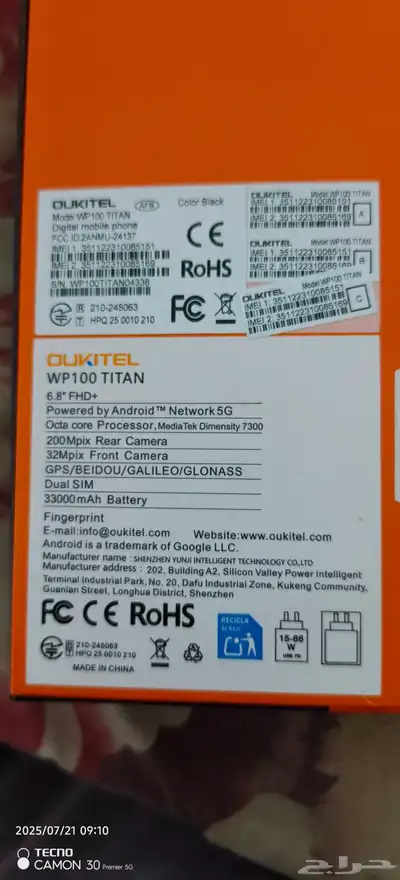 OUKITEL AFB Color:Black
Model:WP100 TITAN
Digital mobile phone
FCC ID:2ANMU-24137
IMEI 1. 351122310085151
IMEI 2. 351122310085169
S/N. WP100TITAN04338
CE
RoHS
R 210-245063
T HPQ 25 0010 210
FC
OUKITEL Model:WP100 TITAN
IMEI 1. 351122310085151
IMEI 2. 351122310085169
A
OUKITEL Model:WP100 TITAN
IMEI 1. 351122310085151
IMEI 2. 351122310085169
B
OUKITEL Model:WP100 TITAN
IMEI 1. 351122310085151
IMEI 2. 351122310085169
C
OUKITEL
WP100 TITAN
6.8" FHD+
Powered by Android™ Network5G
Octa core Processor, MediaTek Dimensity 7300
200Mpix Rear Camera
32Mpix Front Camera
GPS/BEIDOU/GALILEO/GLONASS
Dual SIM
33000mAh Battery
Fingerprint
E-mail:info@oukitel.com Website:www.oukitel.com
Android is a trademark of Google LLC.
Manufacturer name : SHENZHEN YUNJI INTELLIGENT TECHNOLOGY CO.,LTD
Manufacturer address : 202, Building A2, Silicon Valley Power Intelligent
Terminal Industrial Park, No. 20, Dafu Industrial Zone, Kukeng Community,
Guanlan Street, Longhua District, Shenzhen
FC CE RoHS
R 210-245063
T HPQ 25 0010 210
MADE IN CHINA
RECICLA
15-66
W
USB PD
2025/07/21 09:10
TECNO
CAMON 30 Premier 5G
حراج